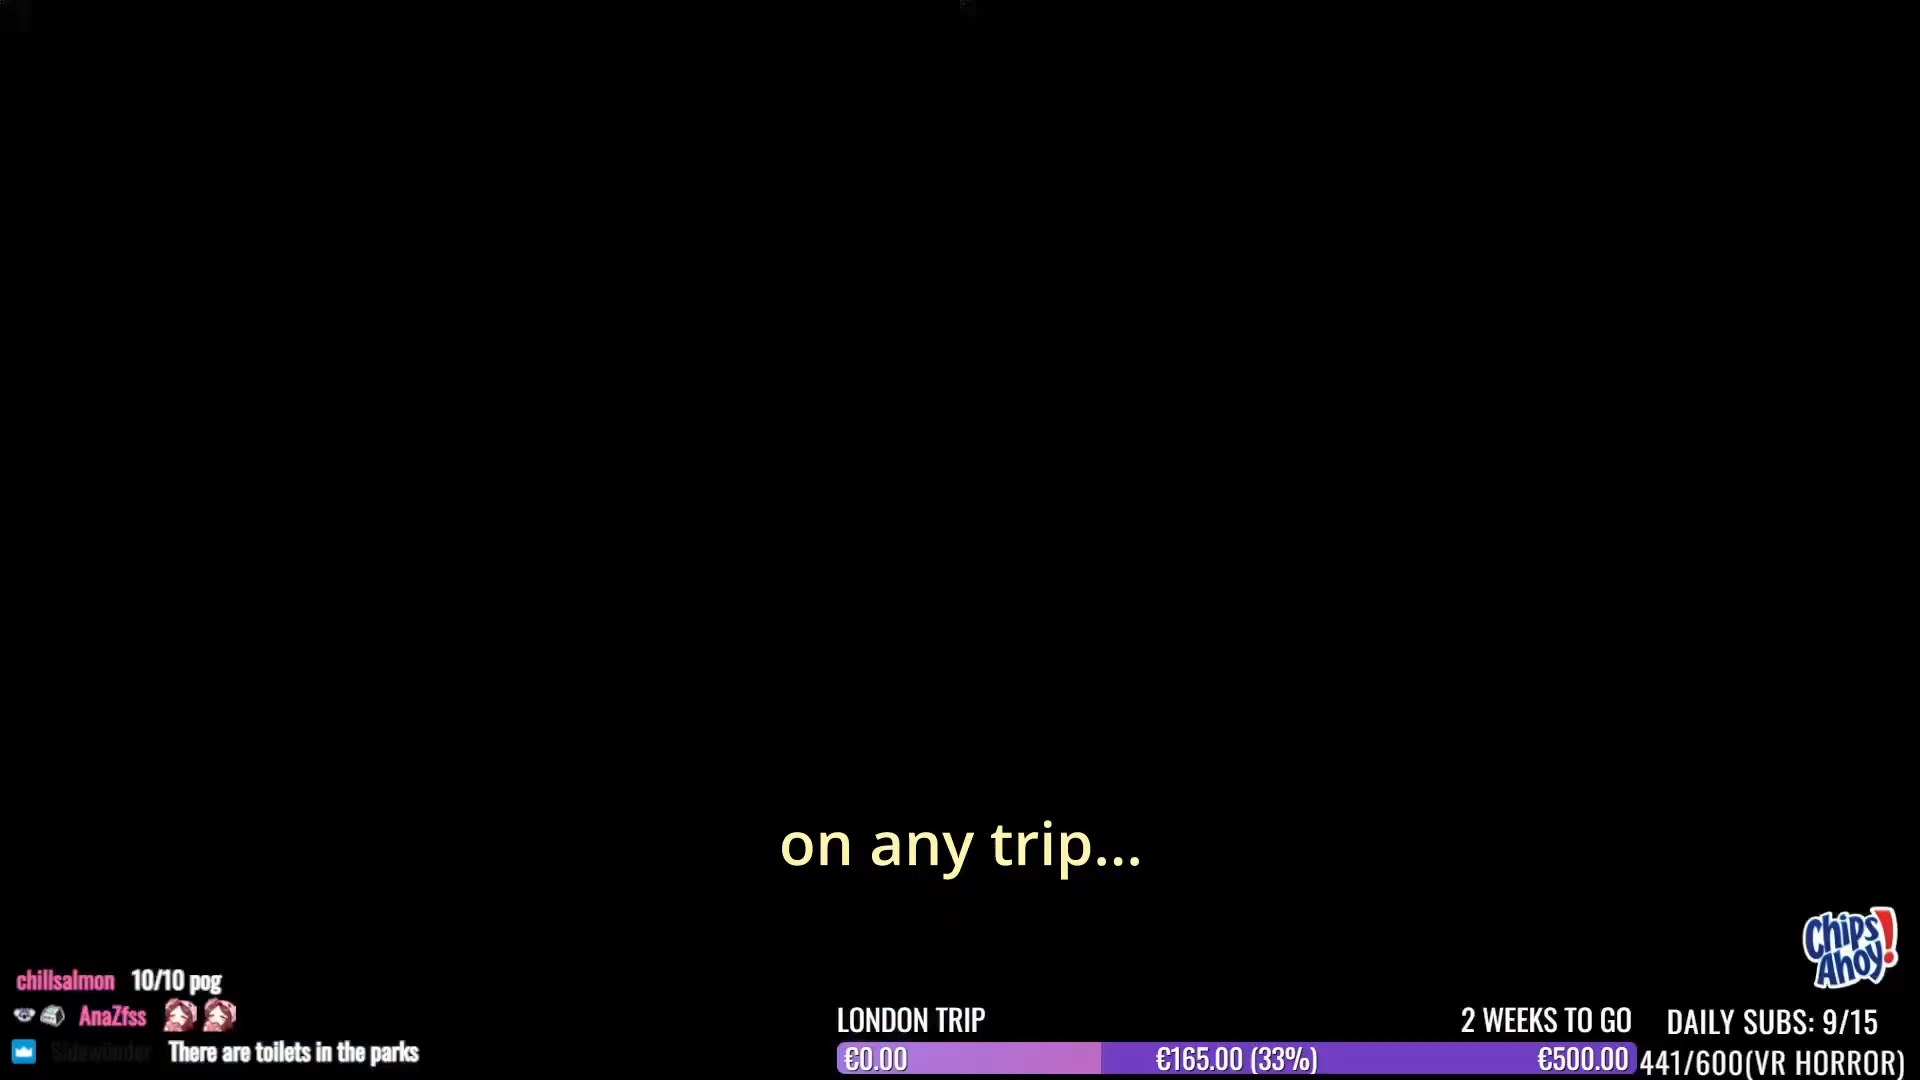 on any trip...
Chips Ahoy!
chillsalmon 10/10 pog
AnaZfss
There are toilets in the parks
LONDON TRIP 2 WEEKS TO GO
€0.00 €165.00 (33%) €500.00
DAILY SUBS: 9/15
441/600(VR HORROR)